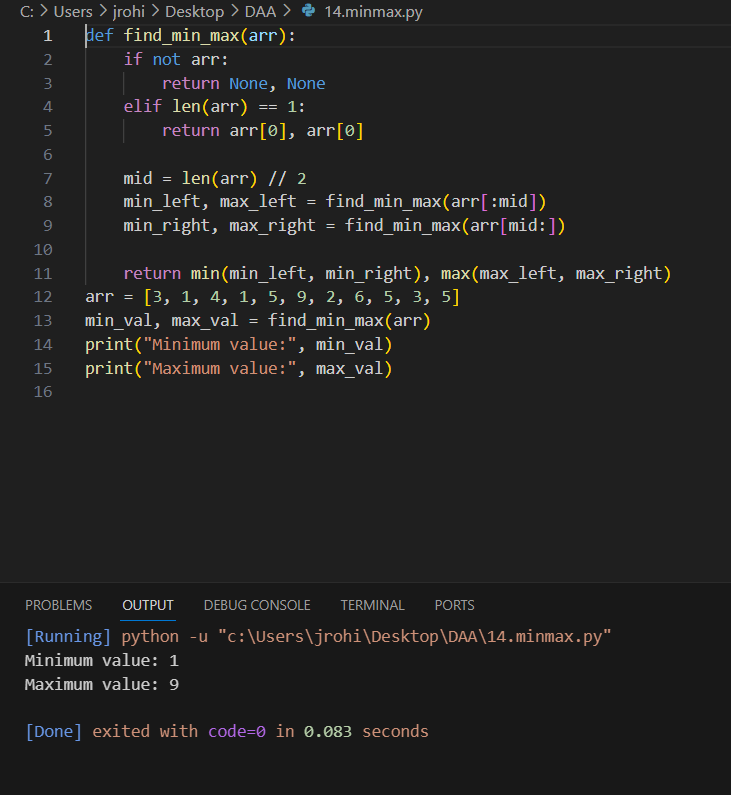 C: > Users > jrohi > Desktop > DAA > 14.minmax.py
1 def find_min_max(arr):
2     if not arr:
3         return None, None
4     elif len(arr) == 1:
5         return arr[0], arr[0]
6
7     mid = len(arr) // 2
8     min_left, max_left = find_min_max(arr[:mid])
9     min_right, max_right = find_min_max(arr[mid:])
10
11     return min(min_left, min_right), max(max_left, max_right)
12 arr = [3, 1, 4, 1, 5, 9, 2, 6, 5, 3, 5]
13 min_val, max_val = find_min_max(arr)
14 print("Minimum value:", min_val)
15 print("Maximum value:", max_val)
16
PROBLEMS OUTPUT DEBUG CONSOLE TERMINAL PORTS
[Running] python -u "c:\Users\jrohi\Desktop\DAA\14.minmax.py"
Minimum value: 1
Maximum value: 9
[Done] exited with code=0 in 0.083 seconds